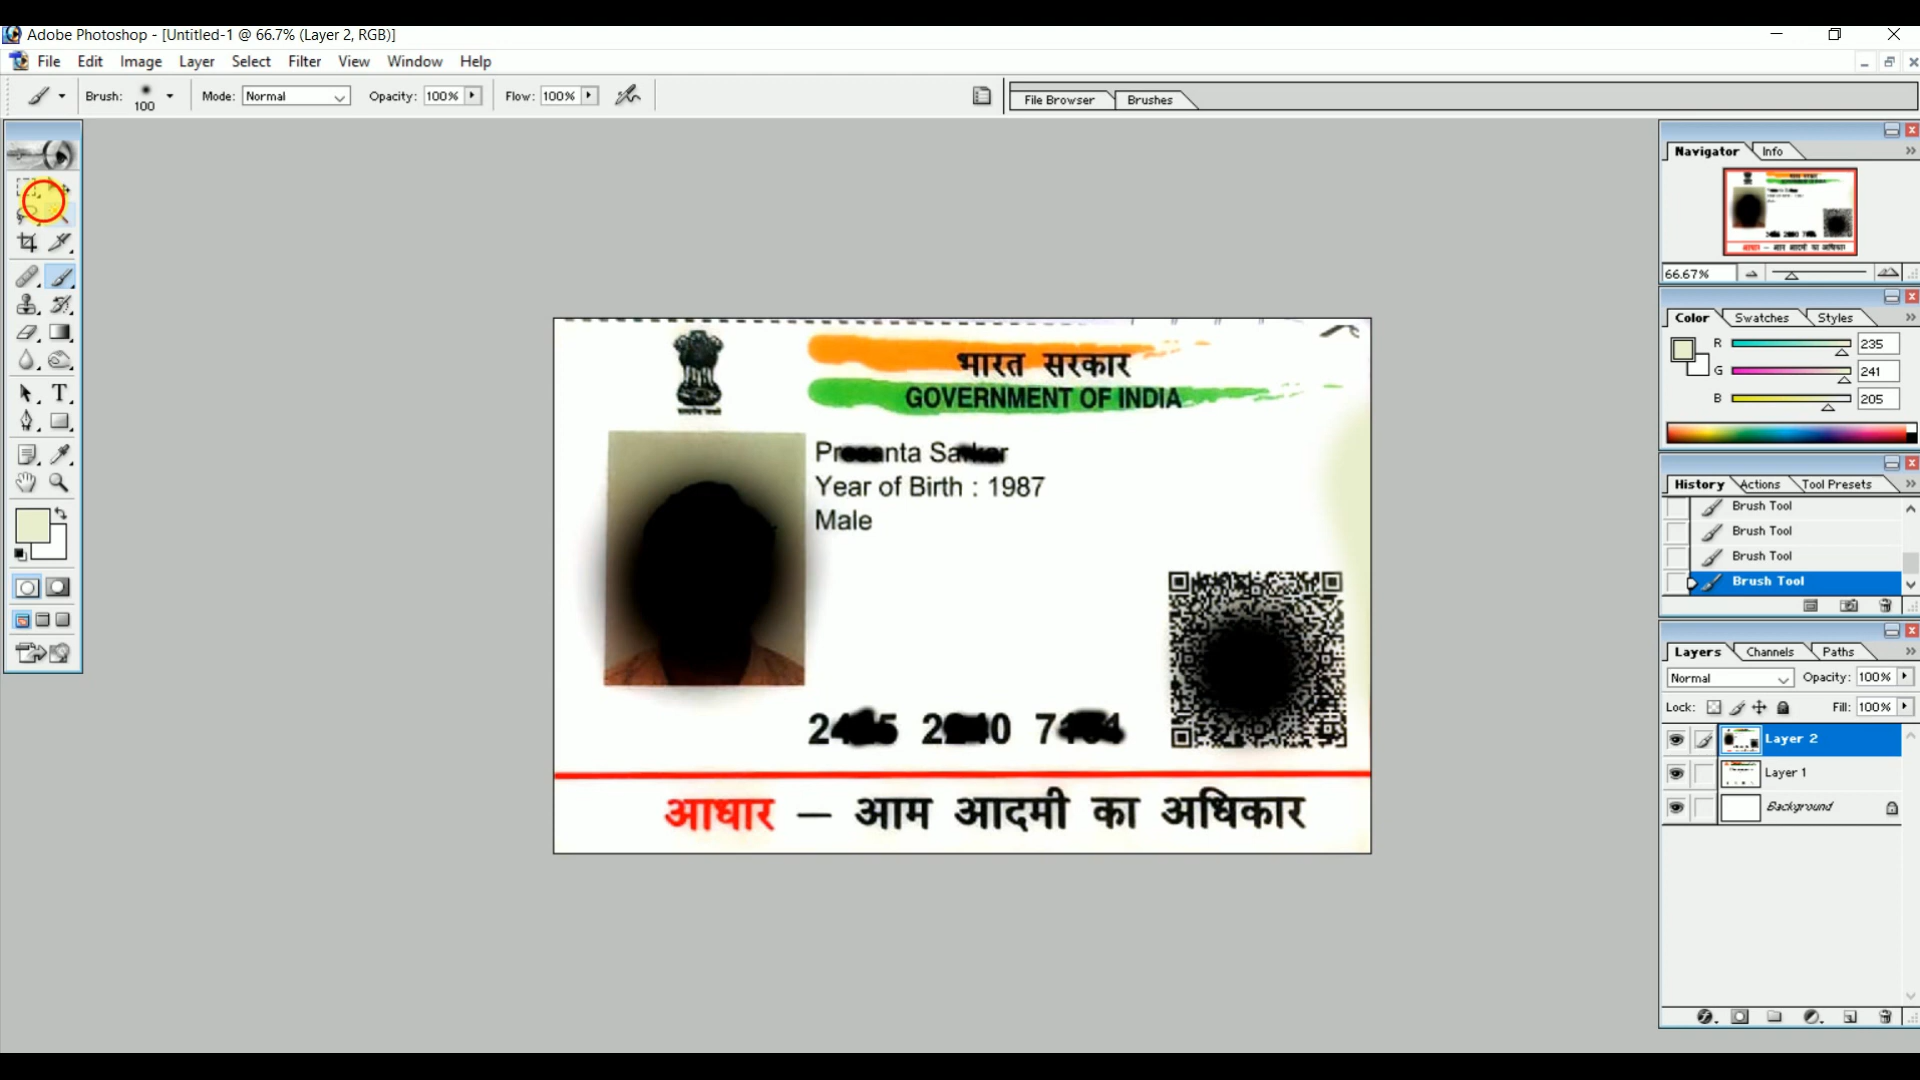 Adobe Photoshop - [Untitled-1 @ 66.7% (Layer 2, RGB)]
File Edit Image Layer Select Filter View Window Help
Brush: 100 Mode: Normal Opacity: 100% Flow: 100% File Browser Brushes
Navigator Info
66.67%
Color Swatches Styles
R 235
G 241
B 205
History Actions Tool Presets
Brush Tool
Brush Tool
Brush Tool
Brush Tool
Layers Channels Paths
Normal Opacity: 100%
Lock: Fill: 100%
Layer 2
Layer 1
Background
भारत सरकार
GOVERNMENT OF INDIA
Year of Birth : 1987
Male
आधार — आम आदमी का अधिकार